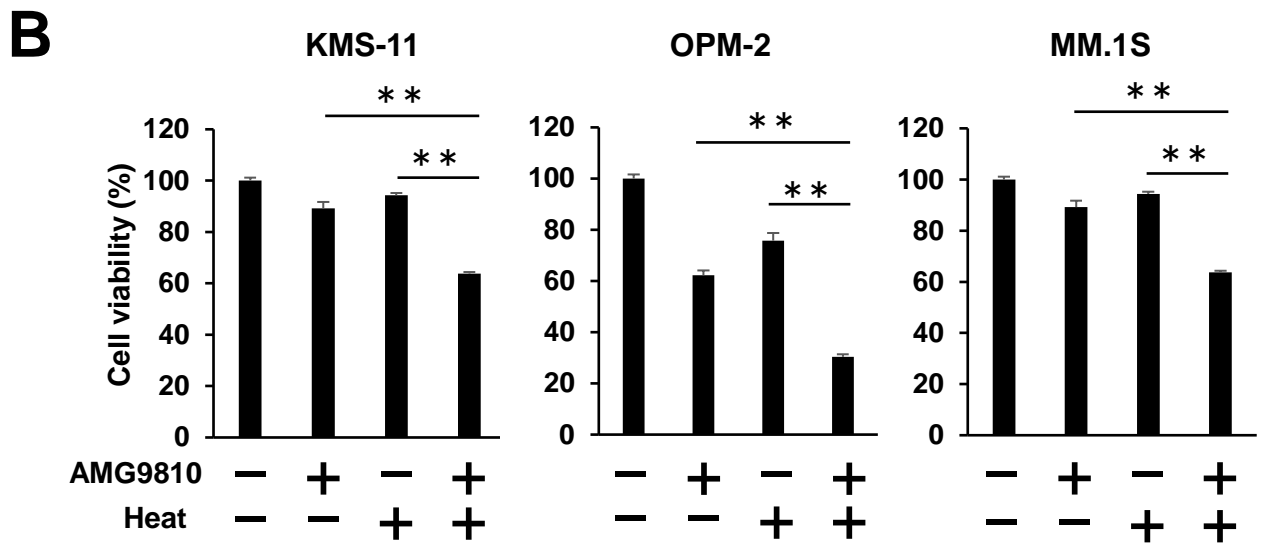 B
KMS-11 OPM-2 MM.1S
** ** **
** ** **
Cell viability (%)
120 120 120
100 100 100
80 80 80
60 60 60
40 40 40
20 20 20
0 0 0
AMG9810 − + − + − + − + − + − +
Heat − − + + − − + + − − + +